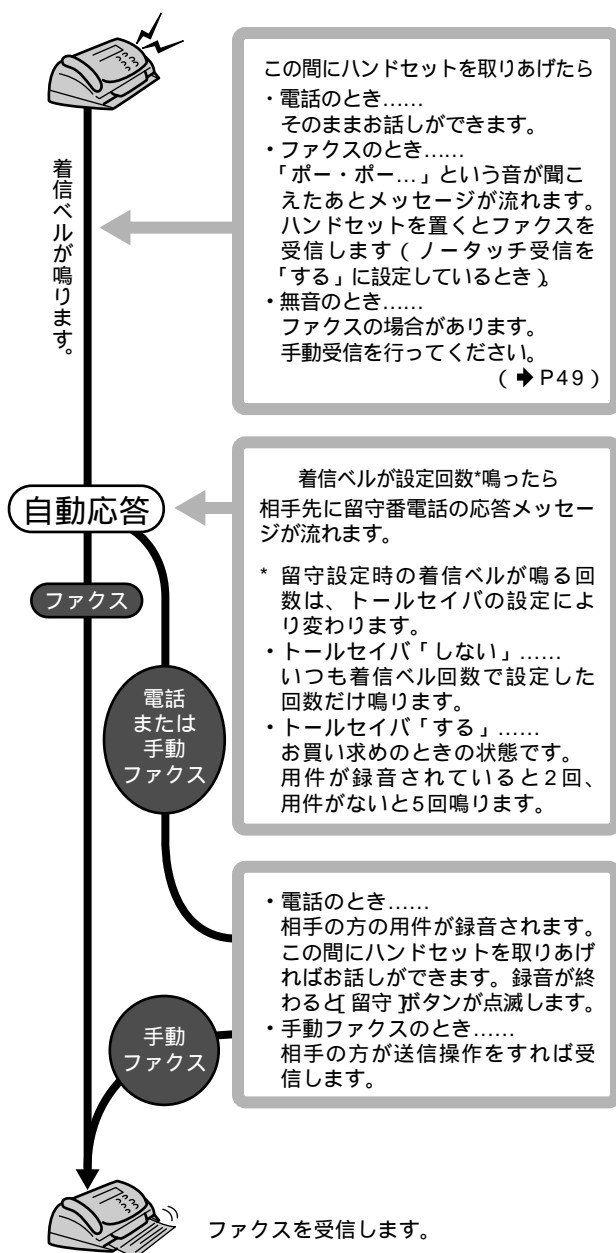 着信ベルが鳴ります。
この間にハンドセットを取りあげたら
・電話のとき……
そのままお話しができます。
・ファクスのとき……
「ポー・ポー…」という音が聞こ
えたあとメッセージが流れます。
ハンドセットを置くとファクスを
受信します（ノータッチ受信を
「する」に設定しているとき）。
・無音のとき……
ファクスの場合があります。
手動受信を行ってください。
（➡P49）
自動応答
着信ベルが設定回数*鳴ったら
相手先に留守番電話の応答メッセー
ジが流れます。
* 留守設定時の着信ベルが鳴る回
数は、トールセイバの設定によ
り変わります。
・トールセイバ「しない」……
いつも着信ベル回数で設定した
回数だけ鳴ります。
・トールセイバ「する」……
お買い求めのときの状態です。
用件が録音されていると2回、
用件がないと5回鳴ります。
ファクス
電話
または
手動
ファクス
・電話のとき……
相手の方の用件が録音されます。
この間にハンドセットを取りあげ
ればお話しができます。録音が終
わると［留守］ボタンが点滅します。
・手動ファクスのとき……
相手の方が送信操作をすれば受
信します。
手動
ファクス
ファクスを受信します。